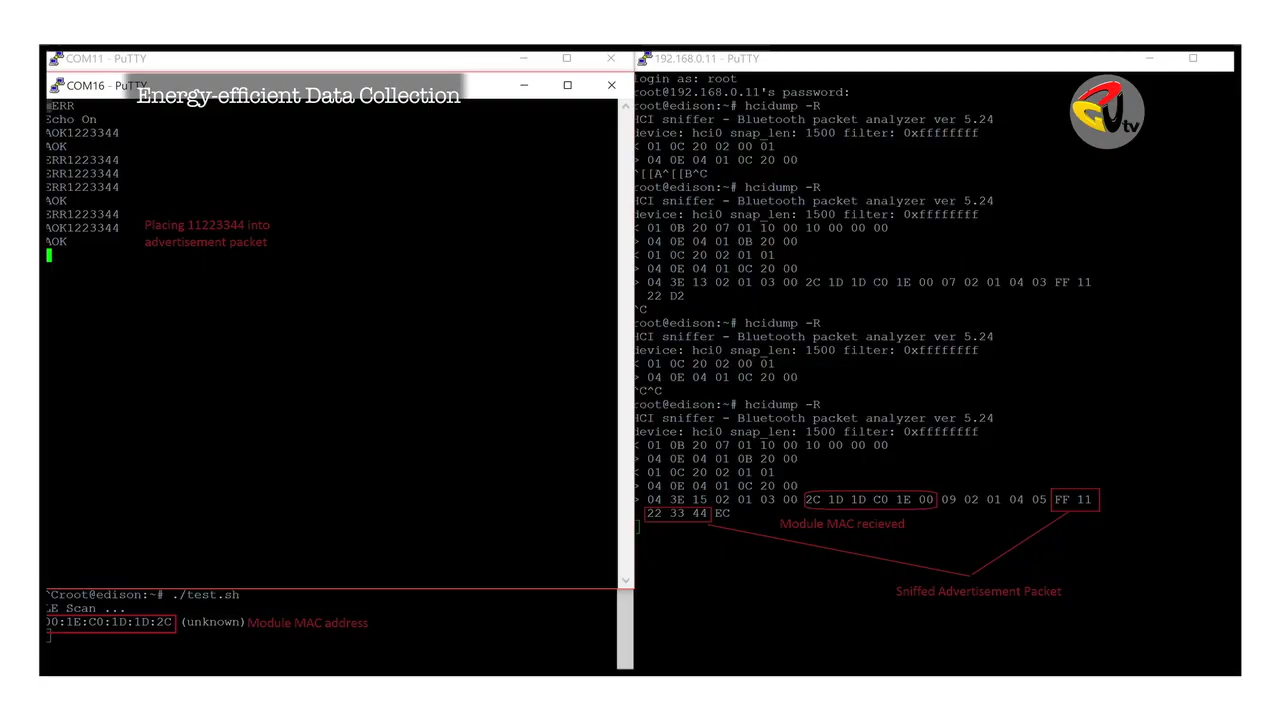 COM11 - PuTTY
COM16 - PuTTY
Energy-efficient Data Collection
ERR
Echo On
AOK1223344
AOK
ERR1223344
ERR1223344
ERR1223344
AOK
ERR1223344
AOK1223344
AOK
Placing 11223344 into
advertisement packet
^Croot@edison:~# ./test.sh
LE Scan ...
00:1E:C0:1D:1D:2C (unknown)
Module MAC address
192.168.0.11 - PuTTY
login as: root
root@192.168.0.11's password:
root@edison:~# hcidump -R
HCI sniffer - Bluetooth packet analyzer ver 5.24
device: hci0 snap_len: 1500 filter: 0xffffffff
< 01 0C 20 02 00 01
> 04 0E 04 01 0C 20 00
^[[A^[[B^C
root@edison:~# hcidump -R
HCI sniffer - Bluetooth packet analyzer ver 5.24
device: hci0 snap_len: 1500 filter: 0xffffffff
< 01 0B 20 07 01 10 00 10 00 00 00
> 04 0E 04 01 0B 20 00
< 01 0C 20 02 01 01
> 04 0E 04 01 0C 20 00
> 04 3E 13 02 01 03 00 2C 1D 1D C0 1E 00 07 02 01 04 03 FF 11
22 D2
^C
root@edison:~# hcidump -R
HCI sniffer - Bluetooth packet analyzer ver 5.24
device: hci0 snap_len: 1500 filter: 0xffffffff
< 01 0C 20 02 00 01
> 04 0E 04 01 0C 20 00
^C^C
root@edison:~# hcidump -R
HCI sniffer - Bluetooth packet analyzer ver 5.24
device: hci0 snap_len: 1500 filter: 0xffffffff
< 01 0B 20 07 01 10 00 10 00 00 00
> 04 0E 04 01 0B 20 00
< 01 0C 20 02 01 01
> 04 0E 04 01 0C 20 00
> 04 3E 15 02 01 03 00 2C 1D 1D C0 1E 00 09 02 01 04 05 FF 11
22 33 44 EC
Module MAC recieved
Sniffed Advertisement Packet
tv